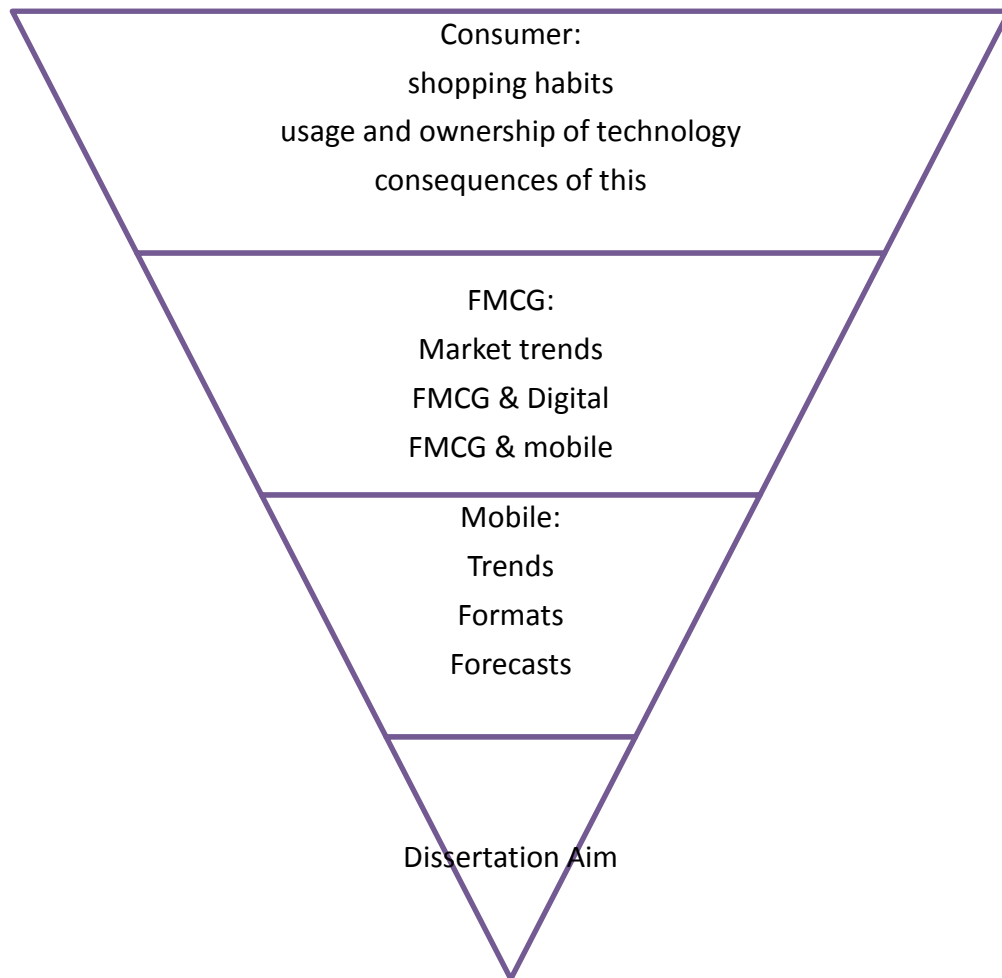 Consumer:
shopping habits
usage and ownership of technology
consequences of this
FMCG:
Market trends
FMCG & Digital
FMCG & mobile
Mobile:
Trends
Formats
Forecasts
Dissertation Aim